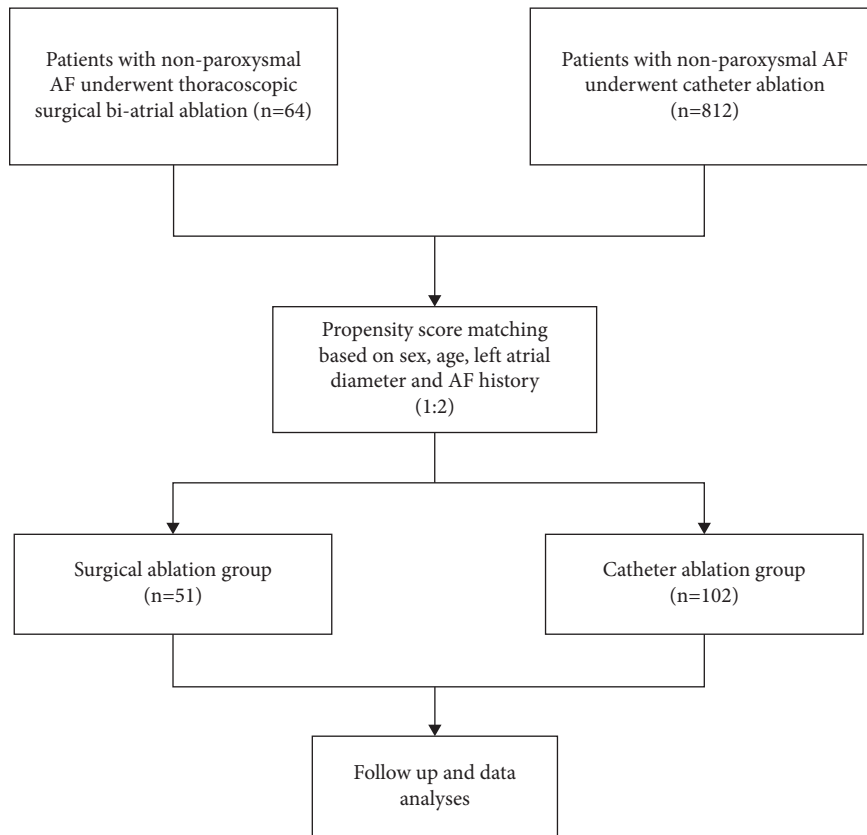 Patients with non-paroxysmal
AF underwent thoracoscopic
surgical bi-atrial ablation (n=64)
Patients with non-paroxysmal AF
underwent catheter ablation
(n=812)
Propensity score matching
based on sex, age, left atrial
diameter and AF history
(1:2)
Surgical ablation group
(n=51)
Catheter ablation group
(n=102)
Follow up and data
analyses